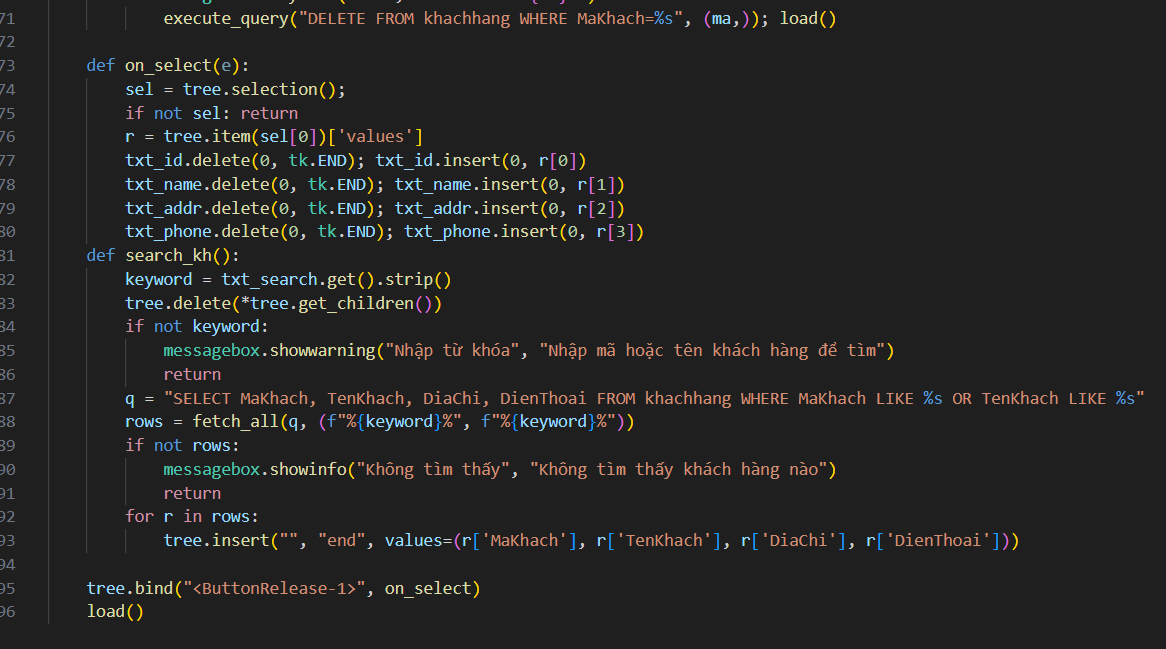 71 execute_query("DELETE FROM khachhang WHERE MaKhach=%s", (ma,)); load()
72
73 def on_select(e):
74 sel = tree.selection();
75 if not sel: return
76 r = tree.item(sel[0])['values']
77 txt_id.delete(0, tk.END); txt_id.insert(0, r[0])
78 txt_name.delete(0, tk.END); txt_name.insert(0, r[1])
79 txt_addr.delete(0, tk.END); txt_addr.insert(0, r[2])
80 txt_phone.delete(0, tk.END); txt_phone.insert(0, r[3])
81 def search_kh():
82 keyword = txt_search.get().strip()
83 tree.delete(*tree.get_children())
84 if not keyword:
85 messagebox.showwarning("Nhập từ khóa", "Nhập mã hoặc tên khách hàng để tìm")
86 return
87 q = "SELECT MaKhach, TenKhach, DiaChi, DienThoai FROM khachhang WHERE MaKhach LIKE %s OR TenKhach LIKE %s"
88 rows = fetch_all(q, (f"%{keyword}%", f"%{keyword}%"))
89 if not rows:
90 messagebox.showinfo("Không tìm thấy", "Không tìm thấy khách hàng nào")
91 return
92 for r in rows:
93 tree.insert("", "end", values=(r['MaKhach'], r['TenKhach'], r['DiaChi'], r['DienThoai']))
94
95 tree.bind("<ButtonRelease-1>", on_select)
96 load()